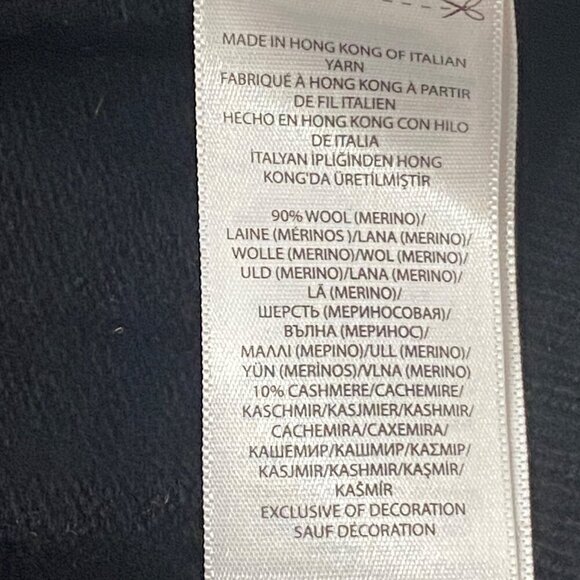 MADE IN HONG KONG OF ITALIAN
YARN
FABRIQUÉ À HONG KONG À PARTIR
DE FIL ITALIEN
HECHO EN HONG KONG CON HILO
DE ITALIA
İTALYAN İPLİĞİNDEN HONG
KONG'DA ÜRETİLMİŞTİR
90% WOOL (MERINO)/
LAINE (MÉRINOS )/LANA (MERINO)/
WOLLE (MERINO)/WOL (MERINO)/
ULD (MERINO)/LANA (MERINO)/
LÃ (MERINO)/
ШЕРСТЬ (МЕРИНОСОВАЯ)/
ВЪЛНА (МЕРИНОС)/
ΜΑΛΛΙ (ΜΕΡΙΝΟ)/ULL (MERINO)/
YÜN (MERİNOS)/VLNA (MERINO)
10% CASHMERE/CACHEMIRE/
KASCHMIR/KASJMIER/KASHMIR/
CACHEMIRA/CAXEMIRA/
КАШЕМИР/КАШМИР/ΚΑΣΜΙΡ/
KASJMIR/KASHMIR/KAŞMİR/
KAŠMÍR
EXCLUSIVE OF DECORATION
SAUF DÉCORATION